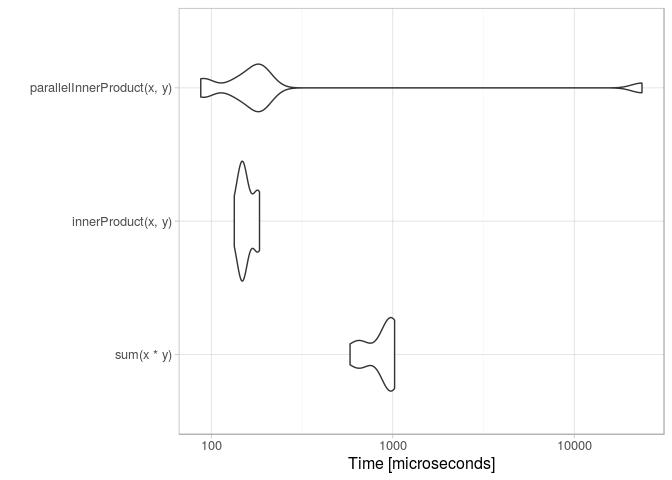 parallelInnerProduct(x, y)
innerProduct(x, y)
sum(x * y)
100
1000
10000
Time [microseconds]